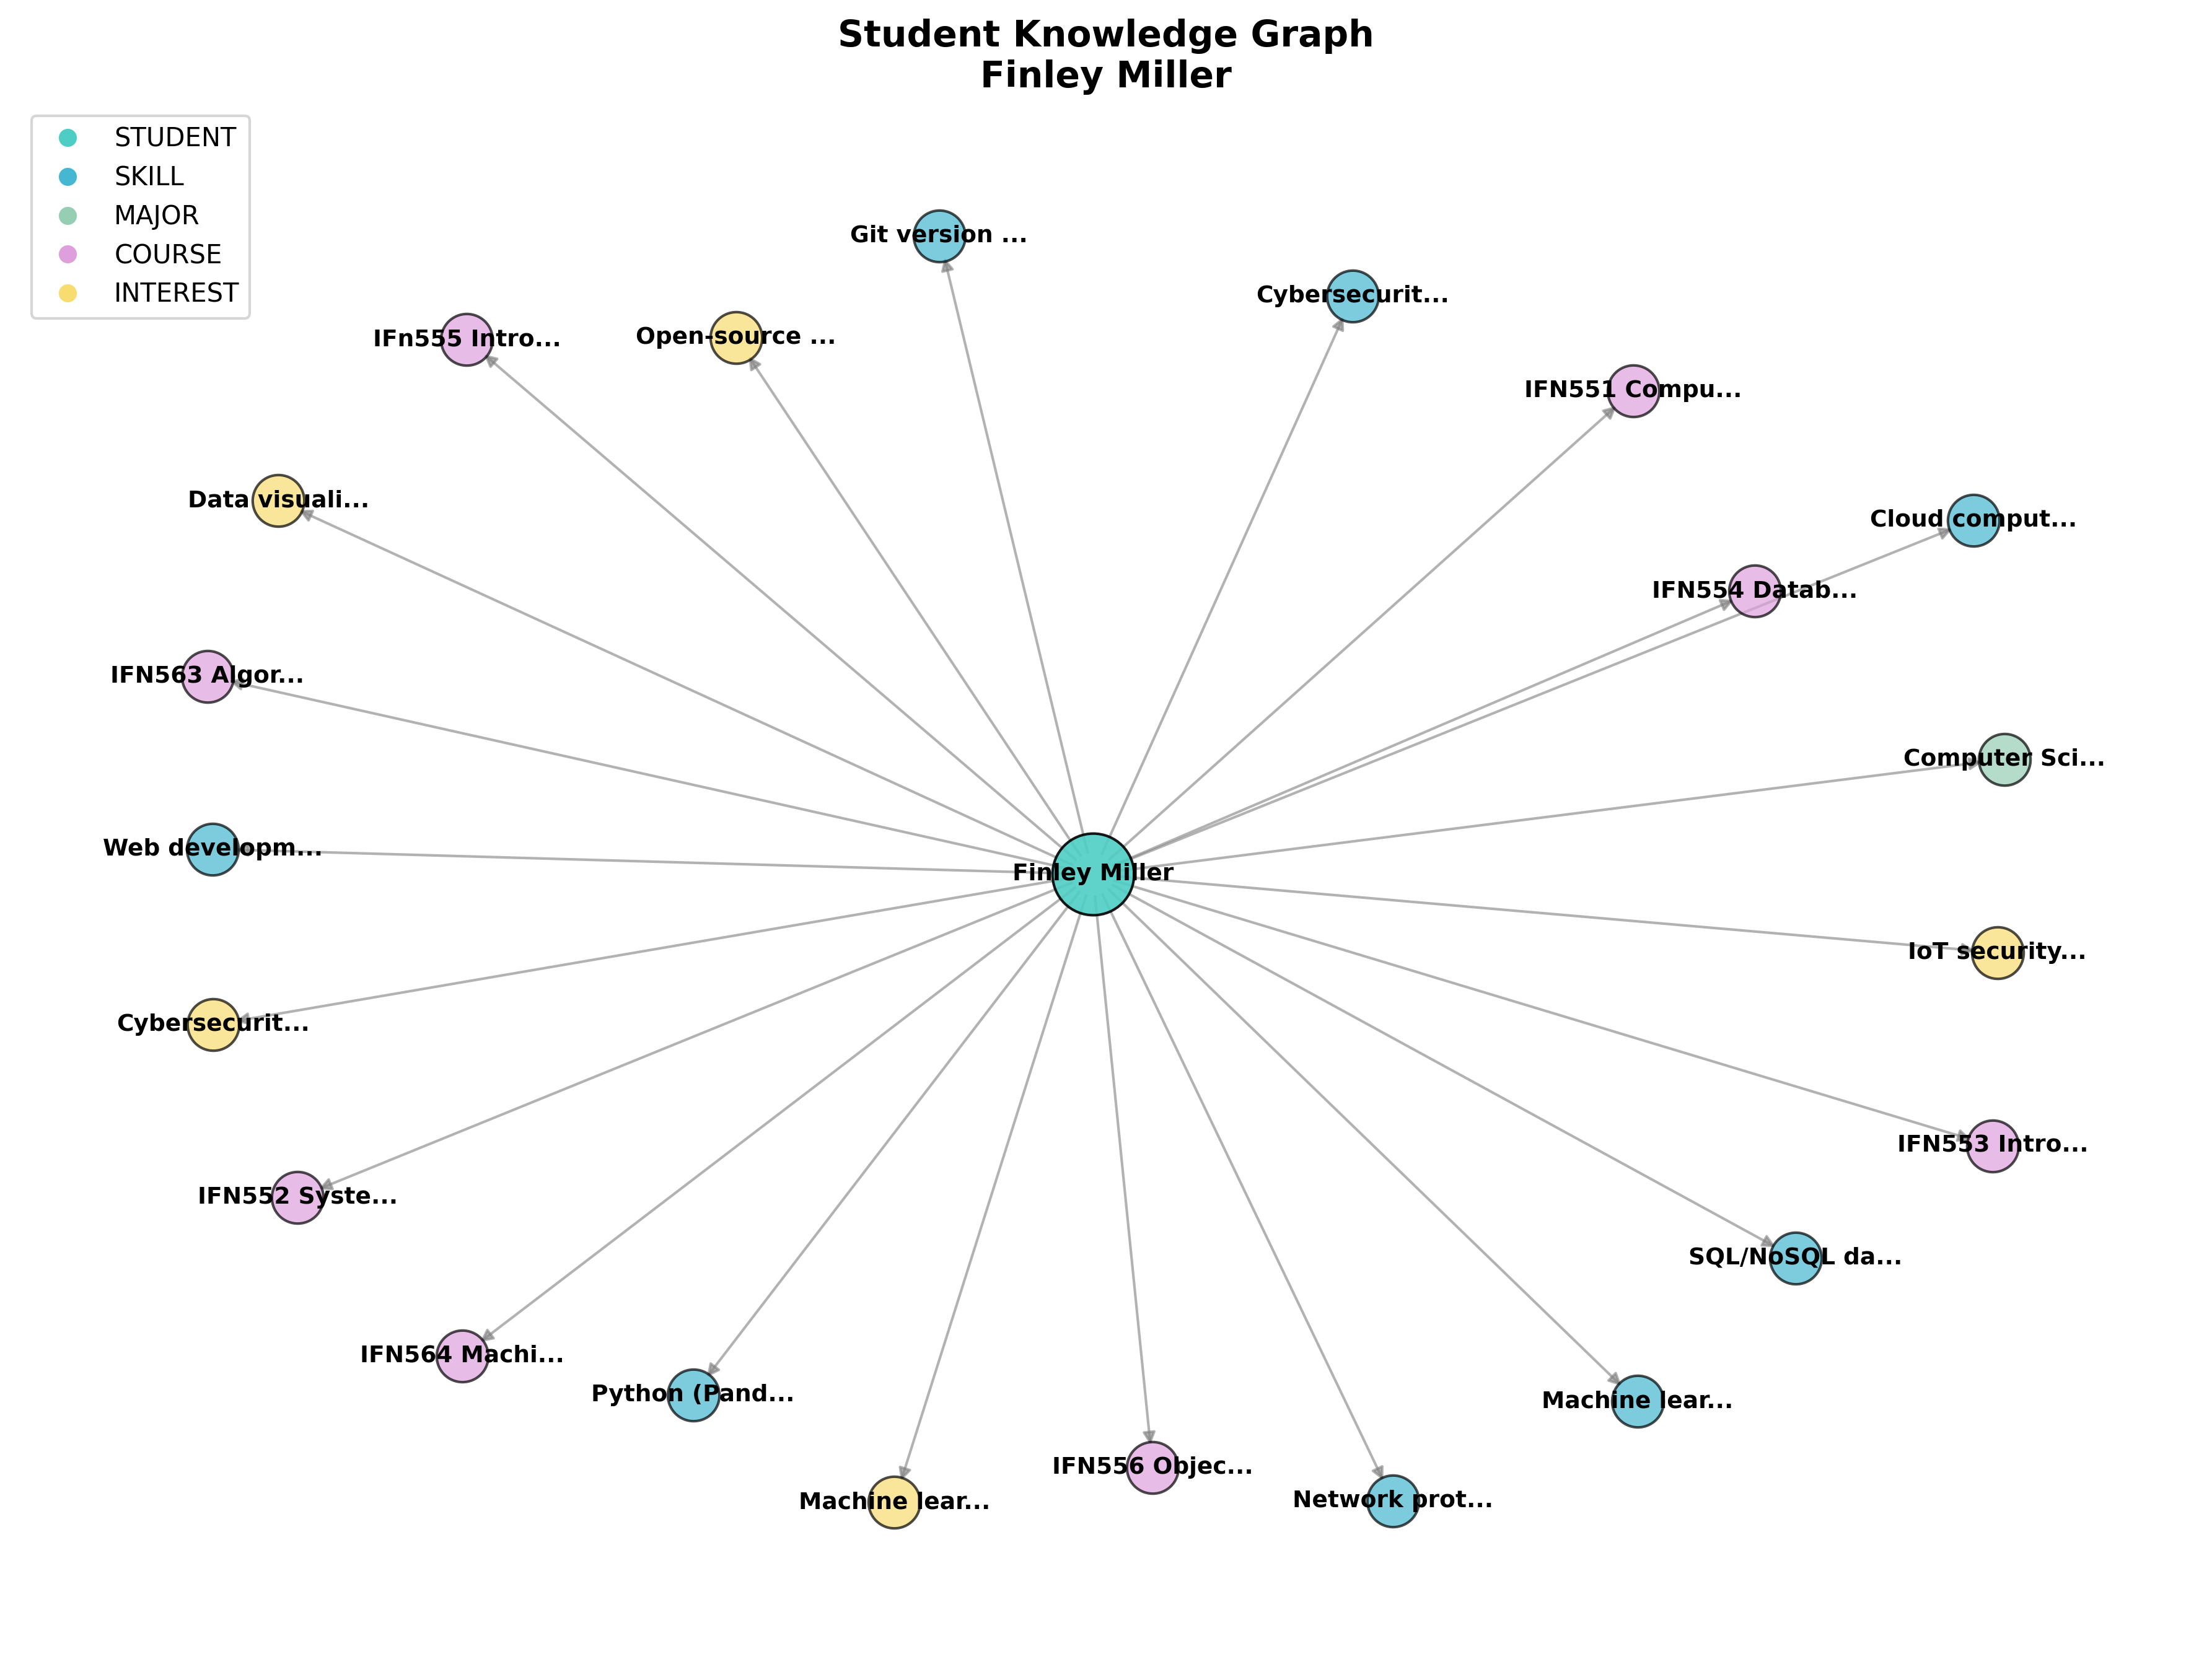 Student Knowledge Graph
Finley Miller
STUDENT
SKILL
MAJOR
COURSE
INTEREST
Git version ...
Cybersecurit...
IFn555 Intro...
Open-source ...
IFN551 Compu...
Data visuali...
Cloud comput...
IFN554 Datab...
IFN563 Algor...
Computer Sci...
Web developm...
Finley Miller
IoT security...
Cybersecurit...
IFN553 Intro...
IFN552 Syste...
SQL/NoSQL da...
IFN564 Machi...
Python (Pand...
Machine lear...
IFN556 Objec...
Machine lear...
Network prot...